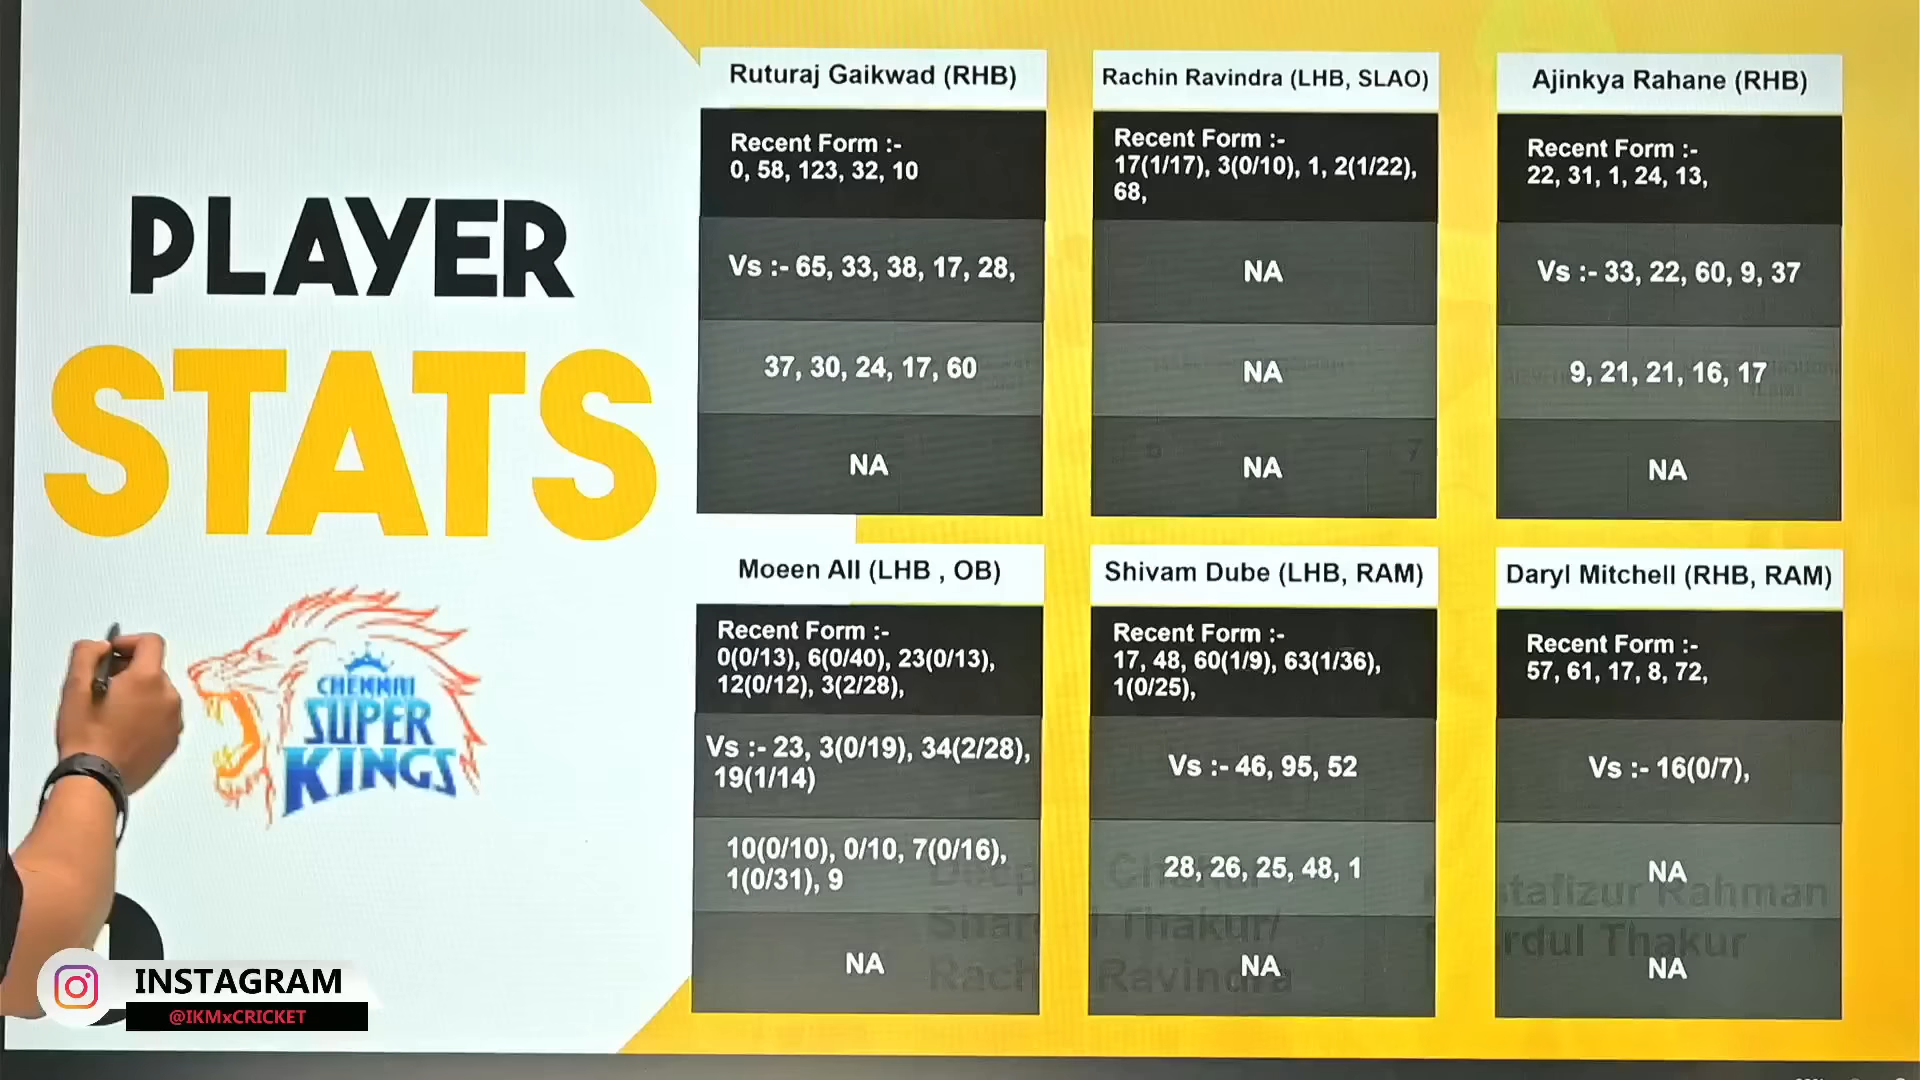 PLAYER
STATS
CHENNAI
SUPER
KINGS
INSTAGRAM
@IKMxCRICKET
Ruturaj Gaikwad (RHB)
Recent Form :-
0, 58, 123, 32, 10
Vs :- 65, 33, 38, 17, 28,
37, 30, 24, 17, 60
NA
Rachin Ravindra (LHB, SLAO)
Recent Form :-
17(1/17), 3(0/10), 1, 2(1/22),
68,
NA
NA
NA
Ajinkya Rahane (RHB)
Recent Form :-
22, 31, 1, 24, 13,
Vs :- 33, 22, 60, 9, 37
9, 21, 21, 16, 17
NA
Moeen All (LHB , OB)
Recent Form :-
0(0/13), 6(0/40), 23(0/13),
12(0/12), 3(2/28),
Vs :- 23, 3(0/19), 34(2/28),
19(1/14)
10(0/10), 0/10, 7(0/16),
1(0/31), 9
NA
Shivam Dube (LHB, RAM)
Recent Form :-
17, 48, 60(1/9), 63(1/36),
1(0/25),
Vs :- 46, 95, 52
28, 26, 25, 48, 1
NA
Daryl Mitchell (RHB, RAM)
Recent Form :-
57, 61, 17, 8, 72,
Vs :- 16(0/7),
NA
NA
Thakur/
Ravindra
Rahman
Thakur